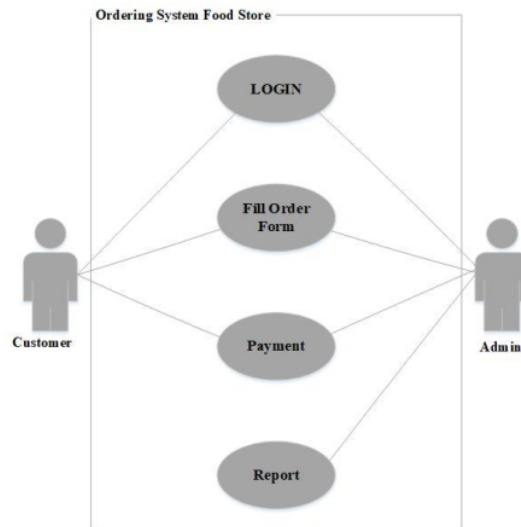 Ordering System Food Store
LOGIN
Fill Order
Form
Customer
Admin
Payment
Report